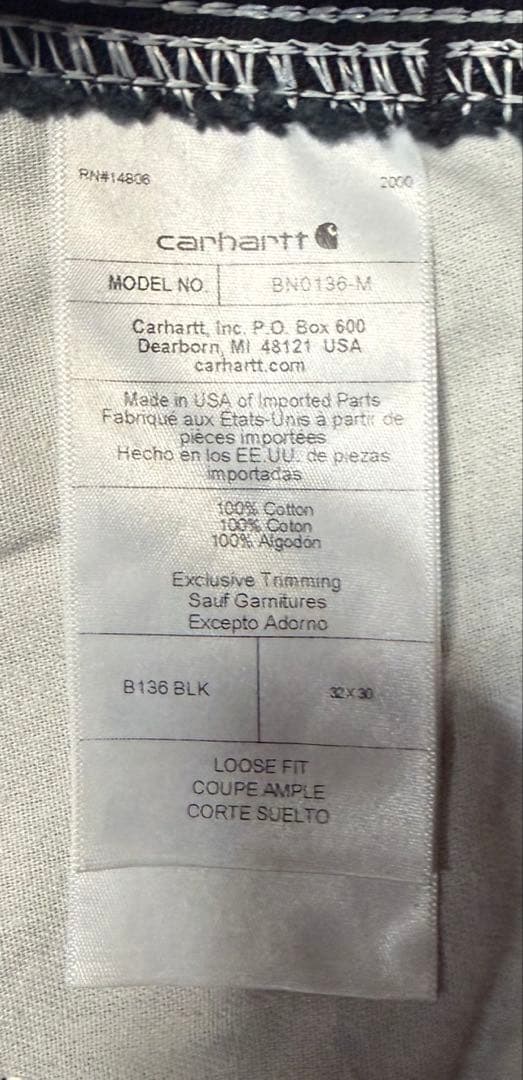 RN#14806
2000
carhartt
MODEL NO.
BN0136-M
Carhartt, Inc. P.O. Box 600
Dearborn, MI 48121 USA
carhartt.com
Made in USA of Imported Parts
Fabriqué aux États-Unis à partir de
pièces importées
Hecho en los EE.UU. de piezas
importadas
100% Cotton
100% Coton
100% Algodón
Exclusive Trimming
Sauf Garnitures
Excepto Adorno
B136 BLK
32X30
LOOSE FIT
COUPE AMPLE
CORTE SUELTO